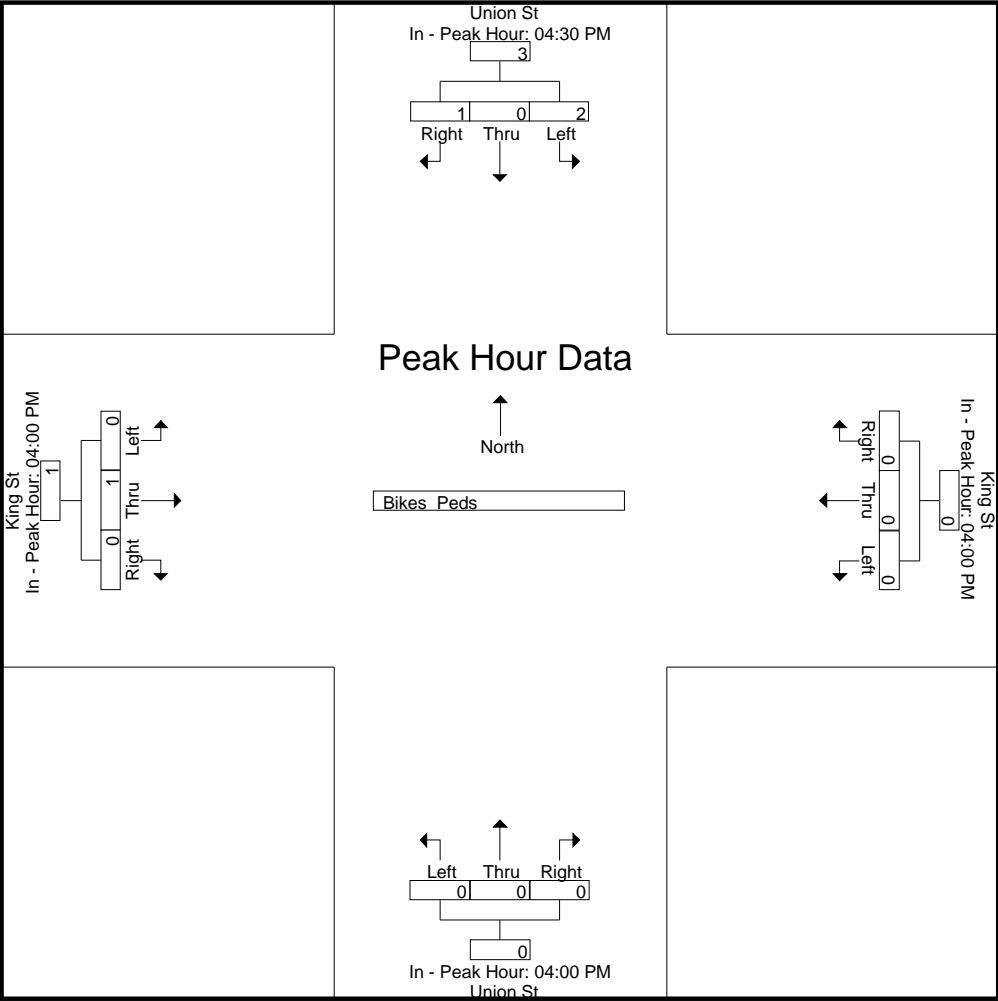 Union St
In - Peak Hour: 04:30 PM
3
1 0 2
Right Thru Left
Peak Hour Data
North
Bikes Peds
King St
In - Peak Hour: 04:00 PM
1
0 1 0
Left Thru Right
King St
In - Peak Hour: 04:00 PM
0
0 0 0
Right Thru Left
Left Thru Right
0 0 0
0
In - Peak Hour: 04:00 PM
Union St